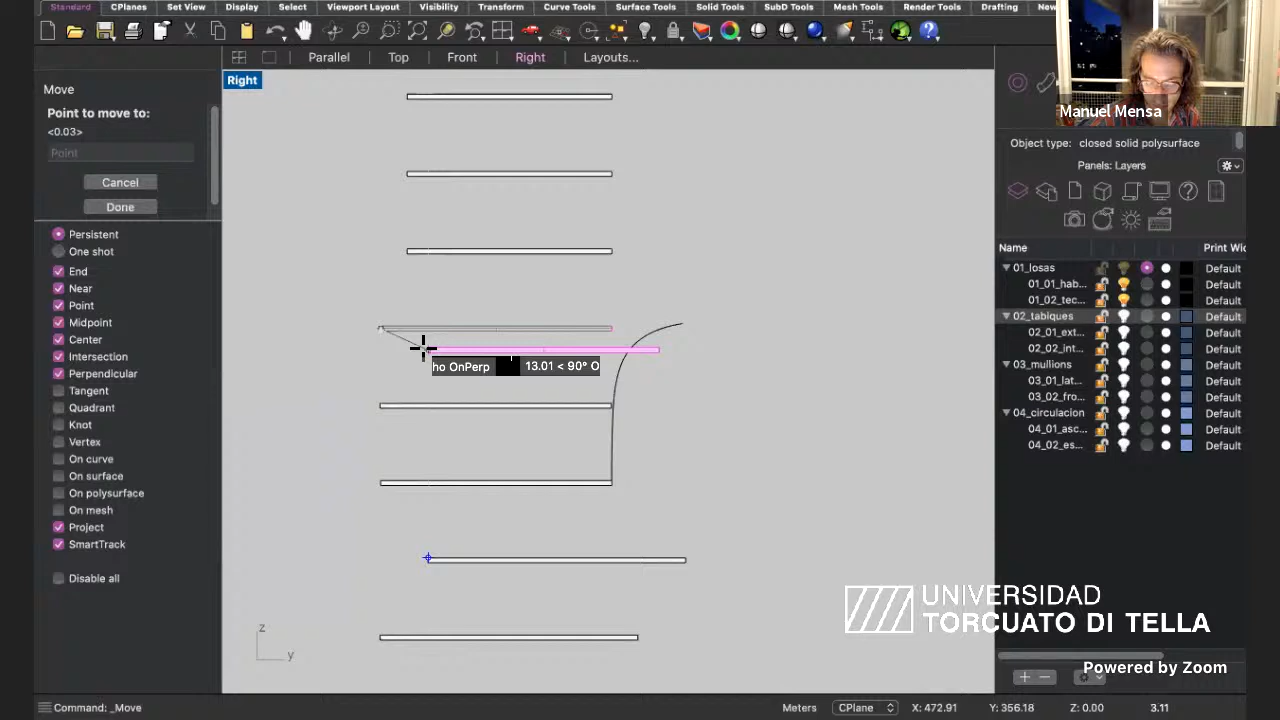 Standard CPlanes Set View Display Select Viewport Layout Visibility Transform Curve Tools Surface Tools Solid Tools SubD Tools Mesh Tools Render Tools Drafting New
Parallel Top Front Right Layouts...
Move
Point to move to:
<0.03>
Point
Cancel
Done
Persistent
One shot
End
Near
Point
Midpoint
Center
Intersection
Perpendicular
Tangent
Quadrant
Knot
Vertex
On curve
On surface
On polysurface
On mesh
Project
SmartTrack
Disable all
Right
ho OnPerp 13.01 < 90° O
z
y
Manuel Mensa
Object type: closed solid polysurface
Panels: Layers
Name Print Wi
01_losas Default
01_01_hab... Default
01_02_tec... Default
02_tabiques Default
02_01_ext... Default
02_02_int... Default
03_mullions Default
03_01_lat... Default
03_02_fro... Default
04_circulacion Default
04_01_asc... Default
04_02_es... Default
UNIVERSIDAD
TORCUATO DI TELLA
Powered by Zoom
Command: _Move Meters CPlane X: 472.91 Y: 356.18 Z: 0.00 3.11